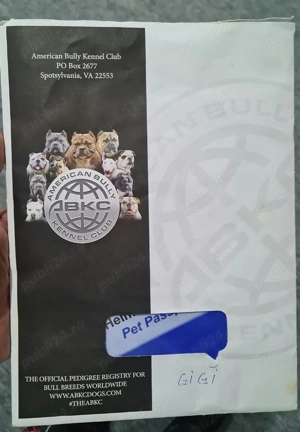 American Bully Kennel Club
PO Box 2677
Spotsylvania, VA 22553
AMERICAN BULLY
ABKC
KENNEL CLUB
Pet Pass
GiGi
THE OFFICIAL PEDIGREE REGISTRY FOR
BULL BREEDS WORLDWIDE
WWW.ABKCDOGS.COM
#THEABKC